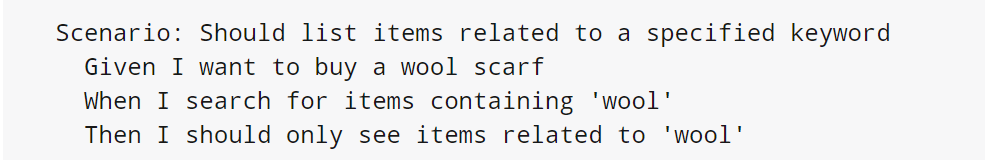 Scenario: Should list items related to a specified keyword
Given I want to buy a wool scarf
When I search for items containing 'wool'
Then I should only see items related to 'wool'